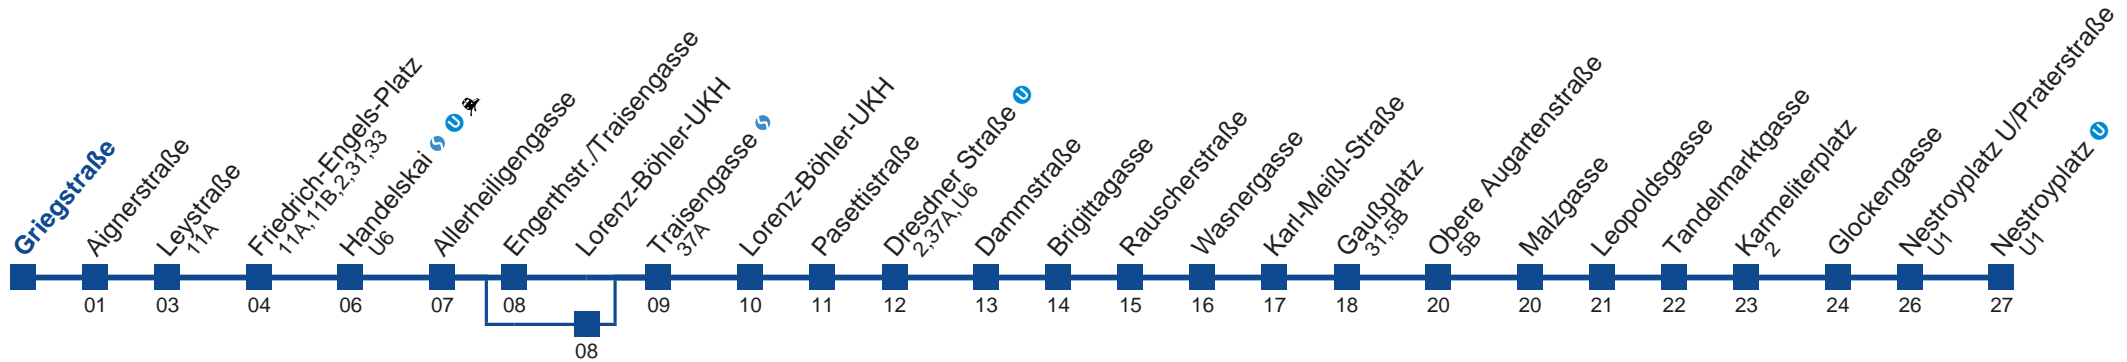 Griegstraße
Aignerstraße
01
Leystraße
11A
03
Friedrich-Engels-Platz
11A,11B,2,31,33
04
Handelskai S U
U6
06
Allerheiligengasse
07
Engerthstr./Traisengasse
08
Lorenz-Böhler-UKH
08
Traisengasse S
37A
09
Lorenz-Böhler-UKH
10
Pasettistraße
11
Dresdner Straße U
2,37A, U6
12
Dammstraße
13
Brigittagasse
14
Rauscherstraße
15
Wasnergasse
16
Karl-Meißl-Straße
17
Gaußplatz
31,5B
18
Obere Augartenstraße
5B
20
Malzgasse
20
Leopoldsgasse
21
Tandelmarktgasse
22
Karmeliterplatz
2
23
Glockengasse
24
Nestroyplatz U/Praterstraße
U1
26
Nestroyplatz U
U1
27